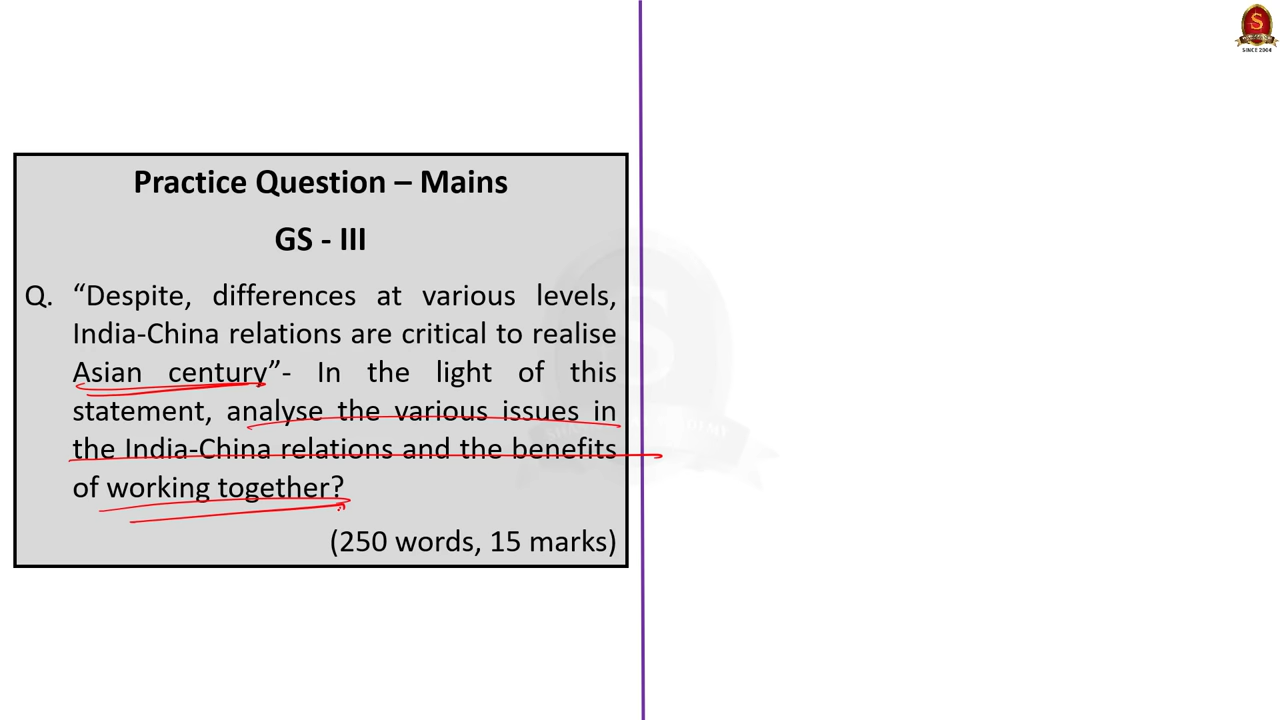 Practice Question – Mains
GS - III
Q. “Despite, differences at various levels,
India-China relations are critical to realise
Asian century”- In the light of this
statement, analyse the various issues in
the India-China relations and the benefits
of working together?
(250 words, 15 marks)
S
SINCE 2004